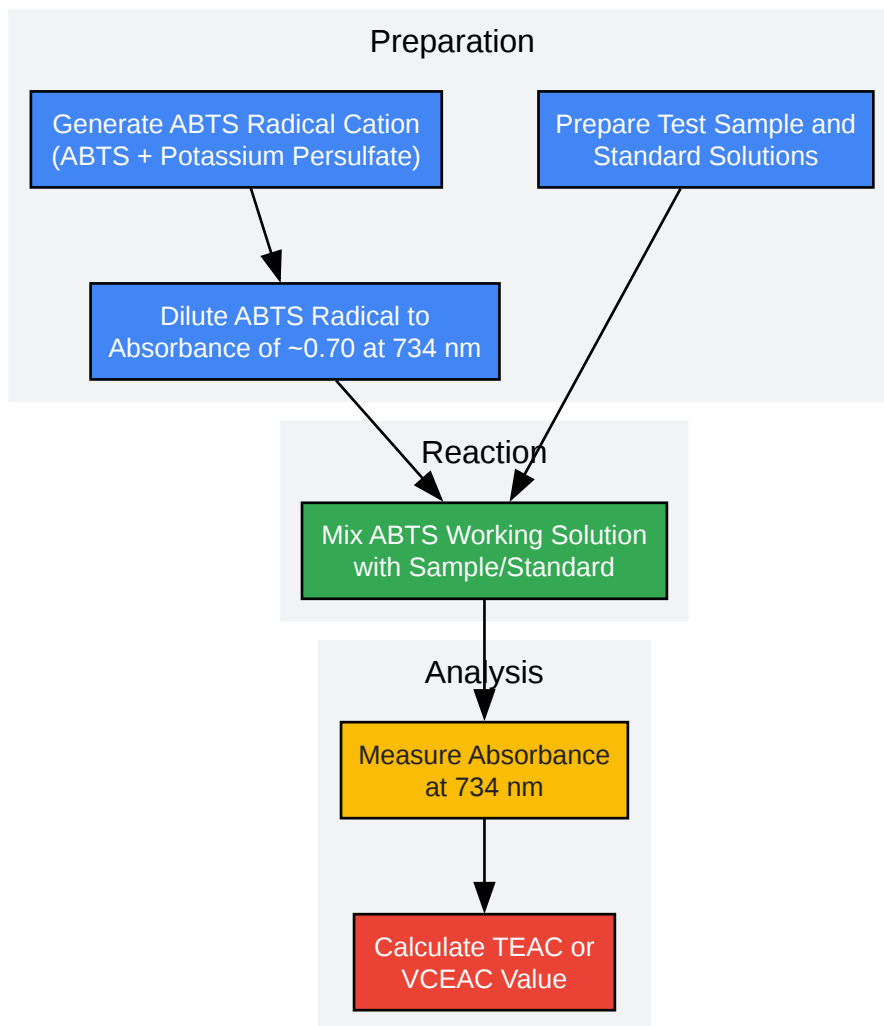 Preparation
Generate ABTS Radical Cation
(ABTS + Potassium Persulfate)
Prepare Test Sample and
Standard Solutions
Dilute ABTS Radical to
Absorbance of ~0.70 at 734 nm
Reaction
Mix ABTS Working Solution
with Sample/Standard
Analysis
Measure Absorbance
at 734 nm
Calculate TEAC or
VCEAC Value